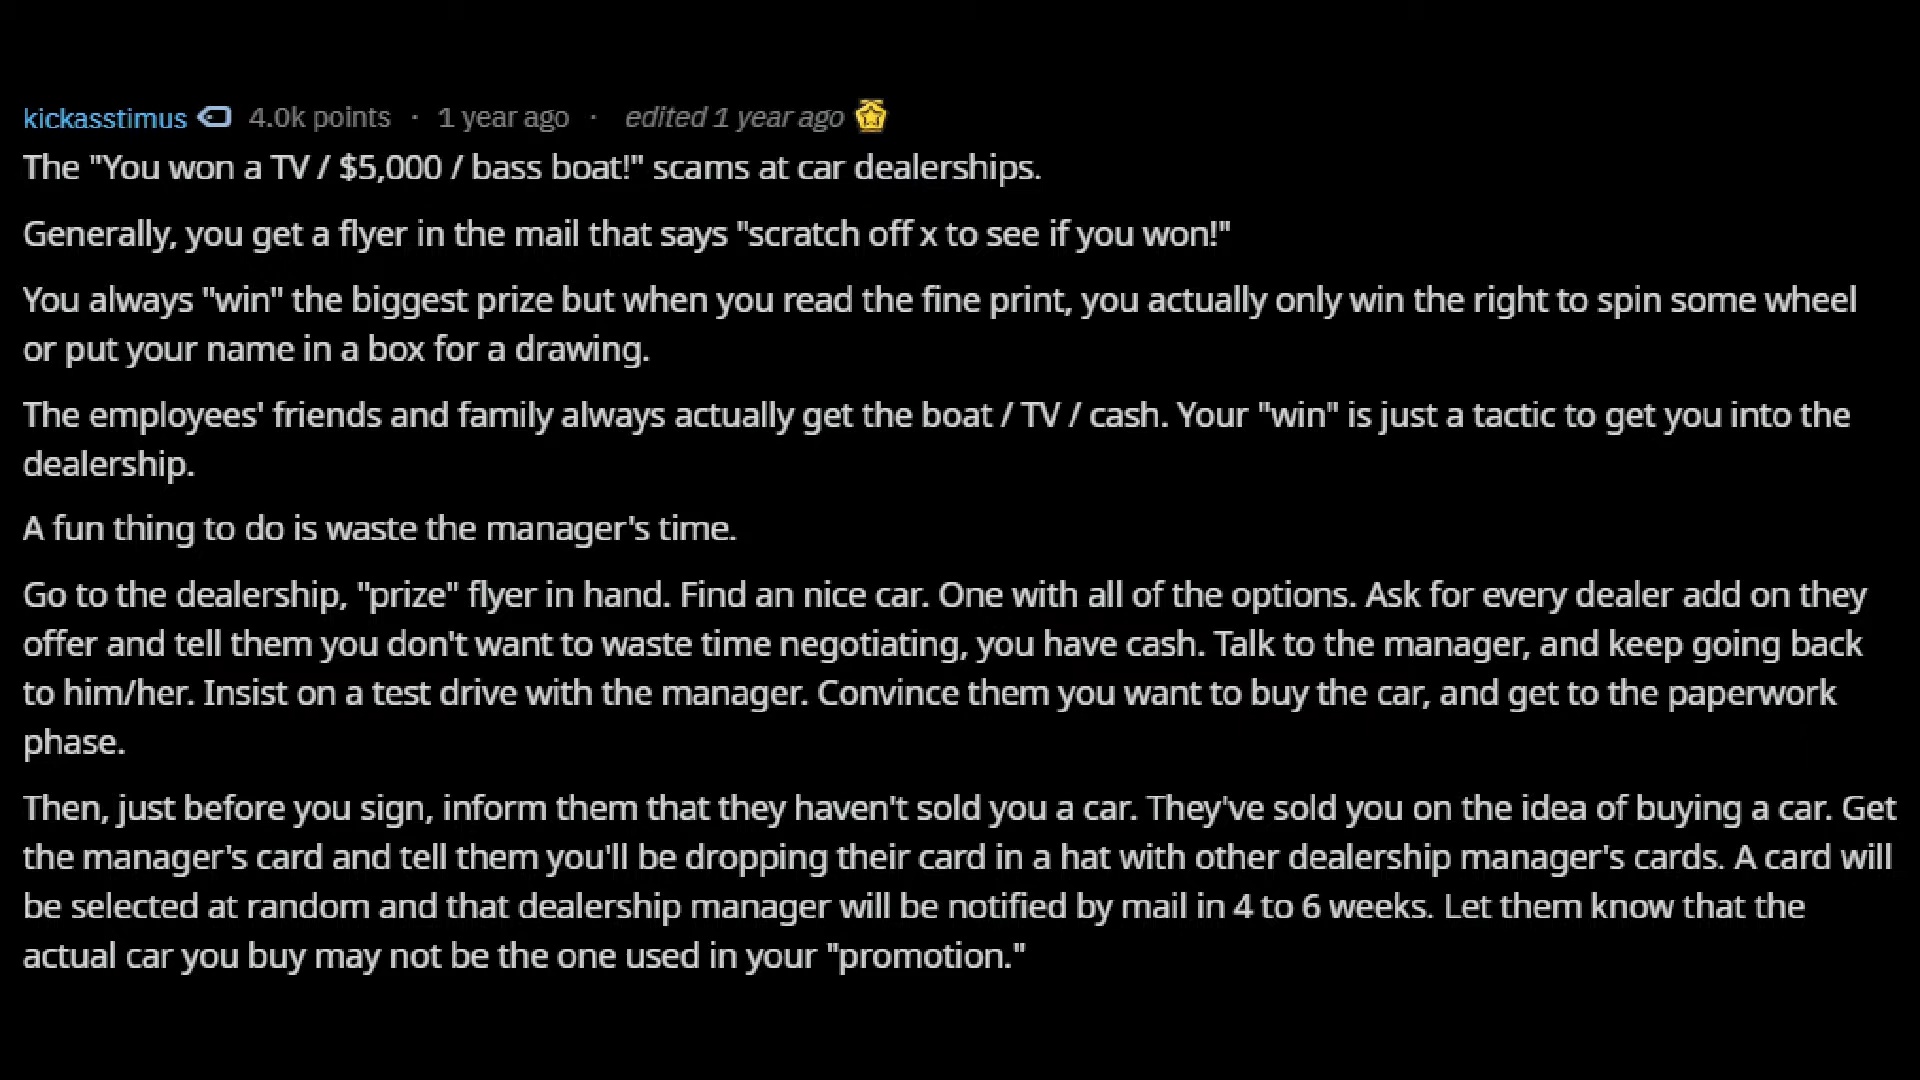 kickasstimus 4.0k points · 1 year ago · edited 1 year ago
The "You won a TV / $5,000 / bass boat!" scams at car dealerships.
Generally, you get a flyer in the mail that says "scratch off x to see if you won!"
You always "win" the biggest prize but when you read the fine print, you actually only win the right to spin some wheel
or put your name in a box for a drawing.
The employees' friends and family always actually get the boat / TV / cash. Your "win" is just a tactic to get you into the
dealership.
A fun thing to do is waste the manager's time.
Go to the dealership, "prize" flyer in hand. Find an nice car. One with all of the options. Ask for every dealer add on they
offer and tell them you don't want to waste time negotiating, you have cash. Talk to the manager, and keep going back
to him/her. Insist on a test drive with the manager. Convince them you want to buy the car, and get to the paperwork
phase.
Then, just before you sign, inform them that they haven't sold you a car. They've sold you on the idea of buying a car. Get
the manager's card and tell them you'll be dropping their card in a hat with other dealership manager's cards. A card will
be selected at random and that dealership manager will be notified by mail in 4 to 6 weeks. Let them know that the
actual car you buy may not be the one used in your "promotion."